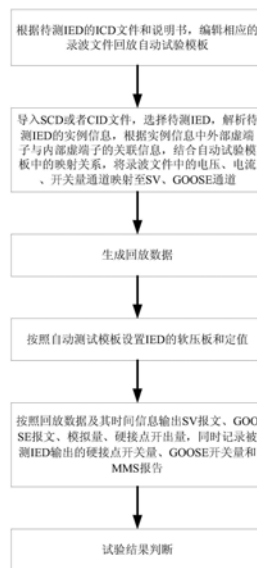 根据待测IED的ICD文件和说明书，编辑相应的
录波文件回放自动试验模板
导入SCD或者CID文件，选择待测IED，解析待
测IED的实例信息，根据实例信息中外部虚端
子与内部虚端子的关联信息，结合自动试验模
板中的映射关系，将录波文件中的电压、电流
、开关量通道映射至SV、GOOSE通道
生成回放数据
按照自动测试模板设置IED的软压板和定值
按照回放数据及其时间信息输出SV报文、GOO
SE报文、模拟量、硬接点开出量，同时记录被
测IED输出的硬接点开关量、GOOSE开关量和
MMS报告
试验结果判断